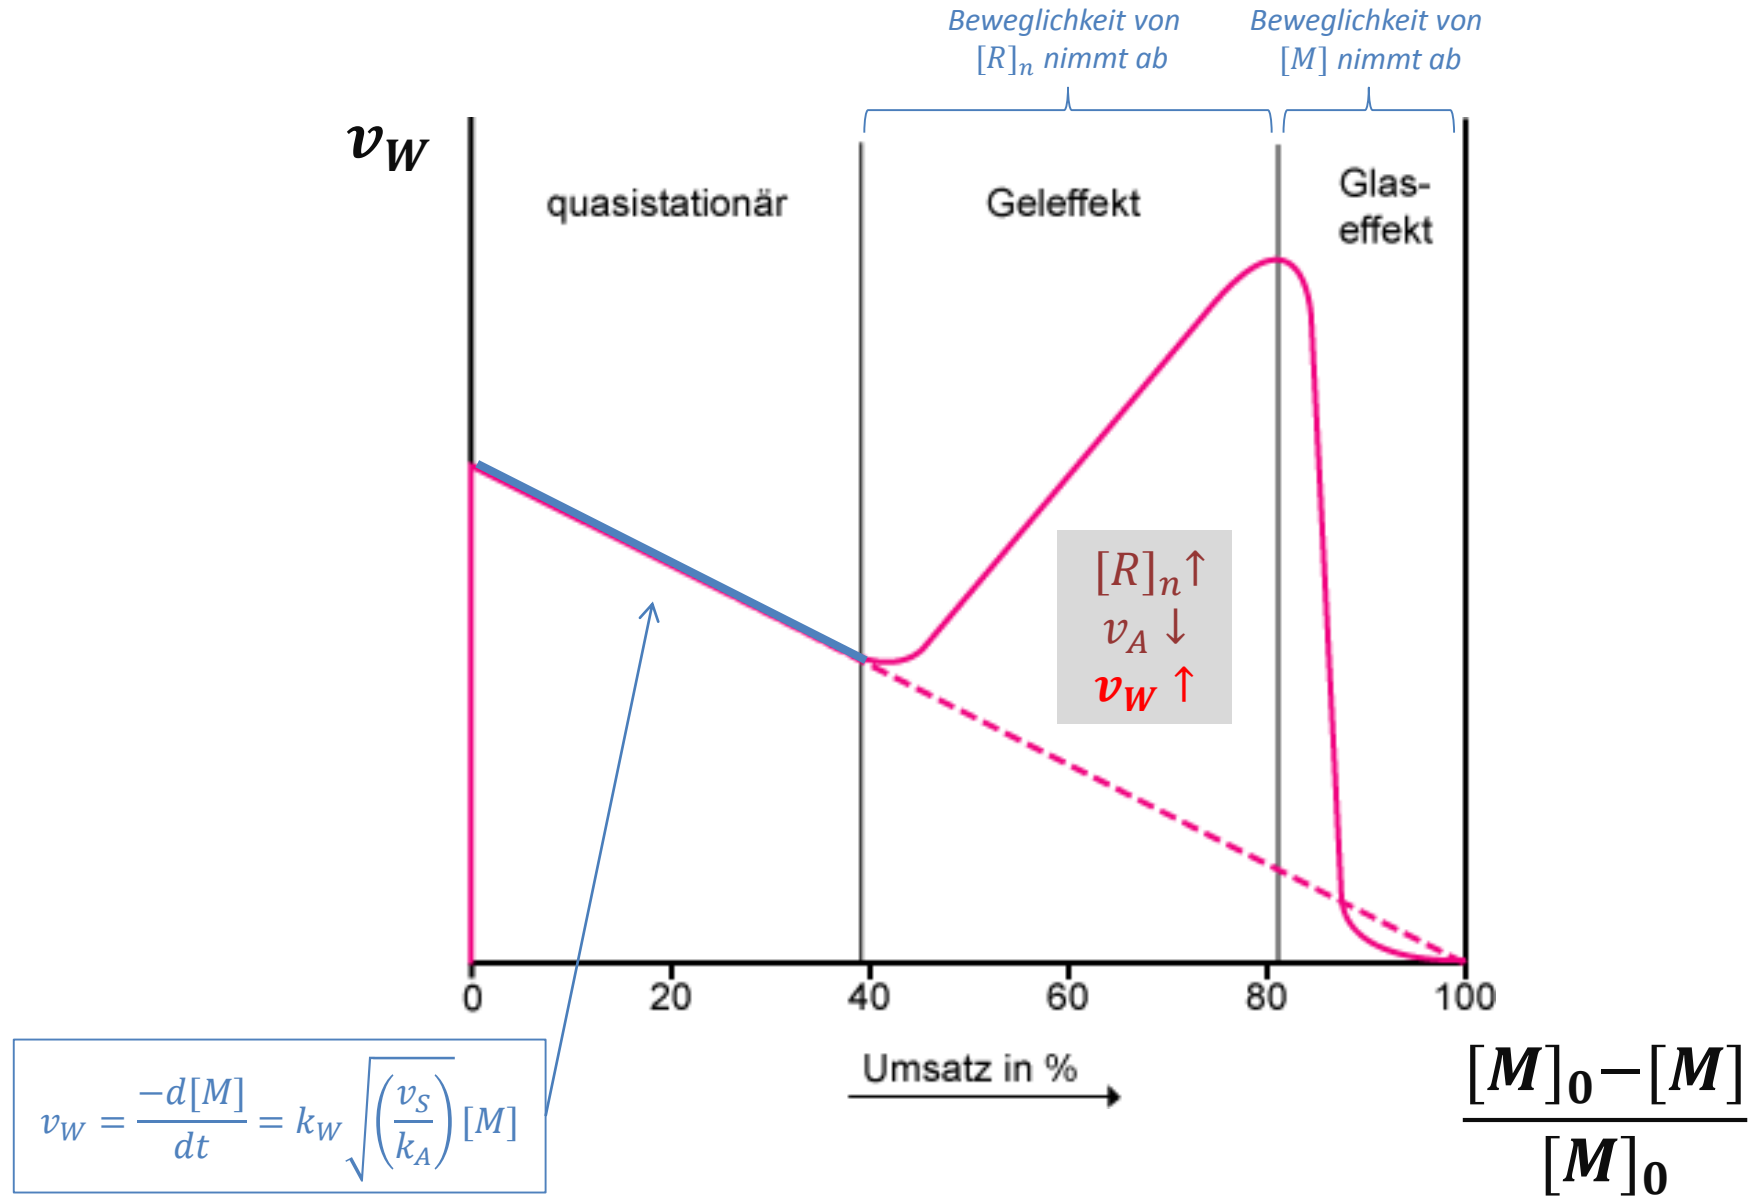 Beweglichkeit von
[R]ₙ nimmt ab
Beweglichkeit von
[M] nimmt ab
v_W
quasistationär
Geleffekt
Glas-
effekt
[R]ₙ↑
v_A ↓
v_W ↑
0 20 40 60 80 100
Umsatz in %
v_W = −d[M]/dt = k_W √(v_S/k_A) [M]
[M]₀−[M]
[M]₀